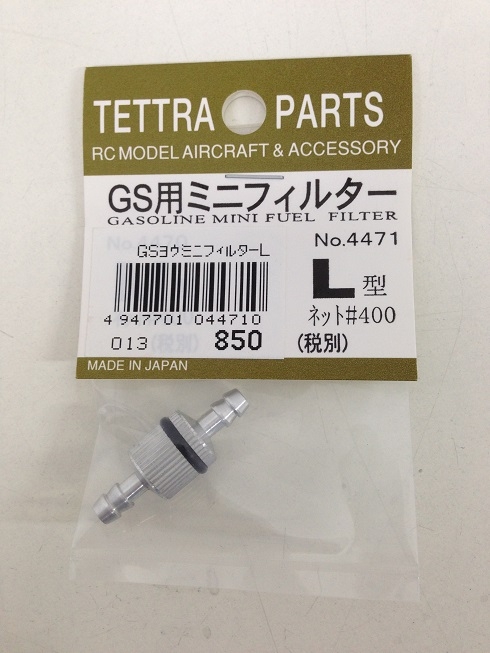 TETTRA PARTS
RC MODEL AIRCRAFT & ACCESSORY
GS用ミニフィルター
GASOLINE MINI FUEL FILTER
No.4471
GSヨウミニフィルターL
L型
ネット#400
4 947701 044710
013 850 (税別)
MADE IN JAPAN